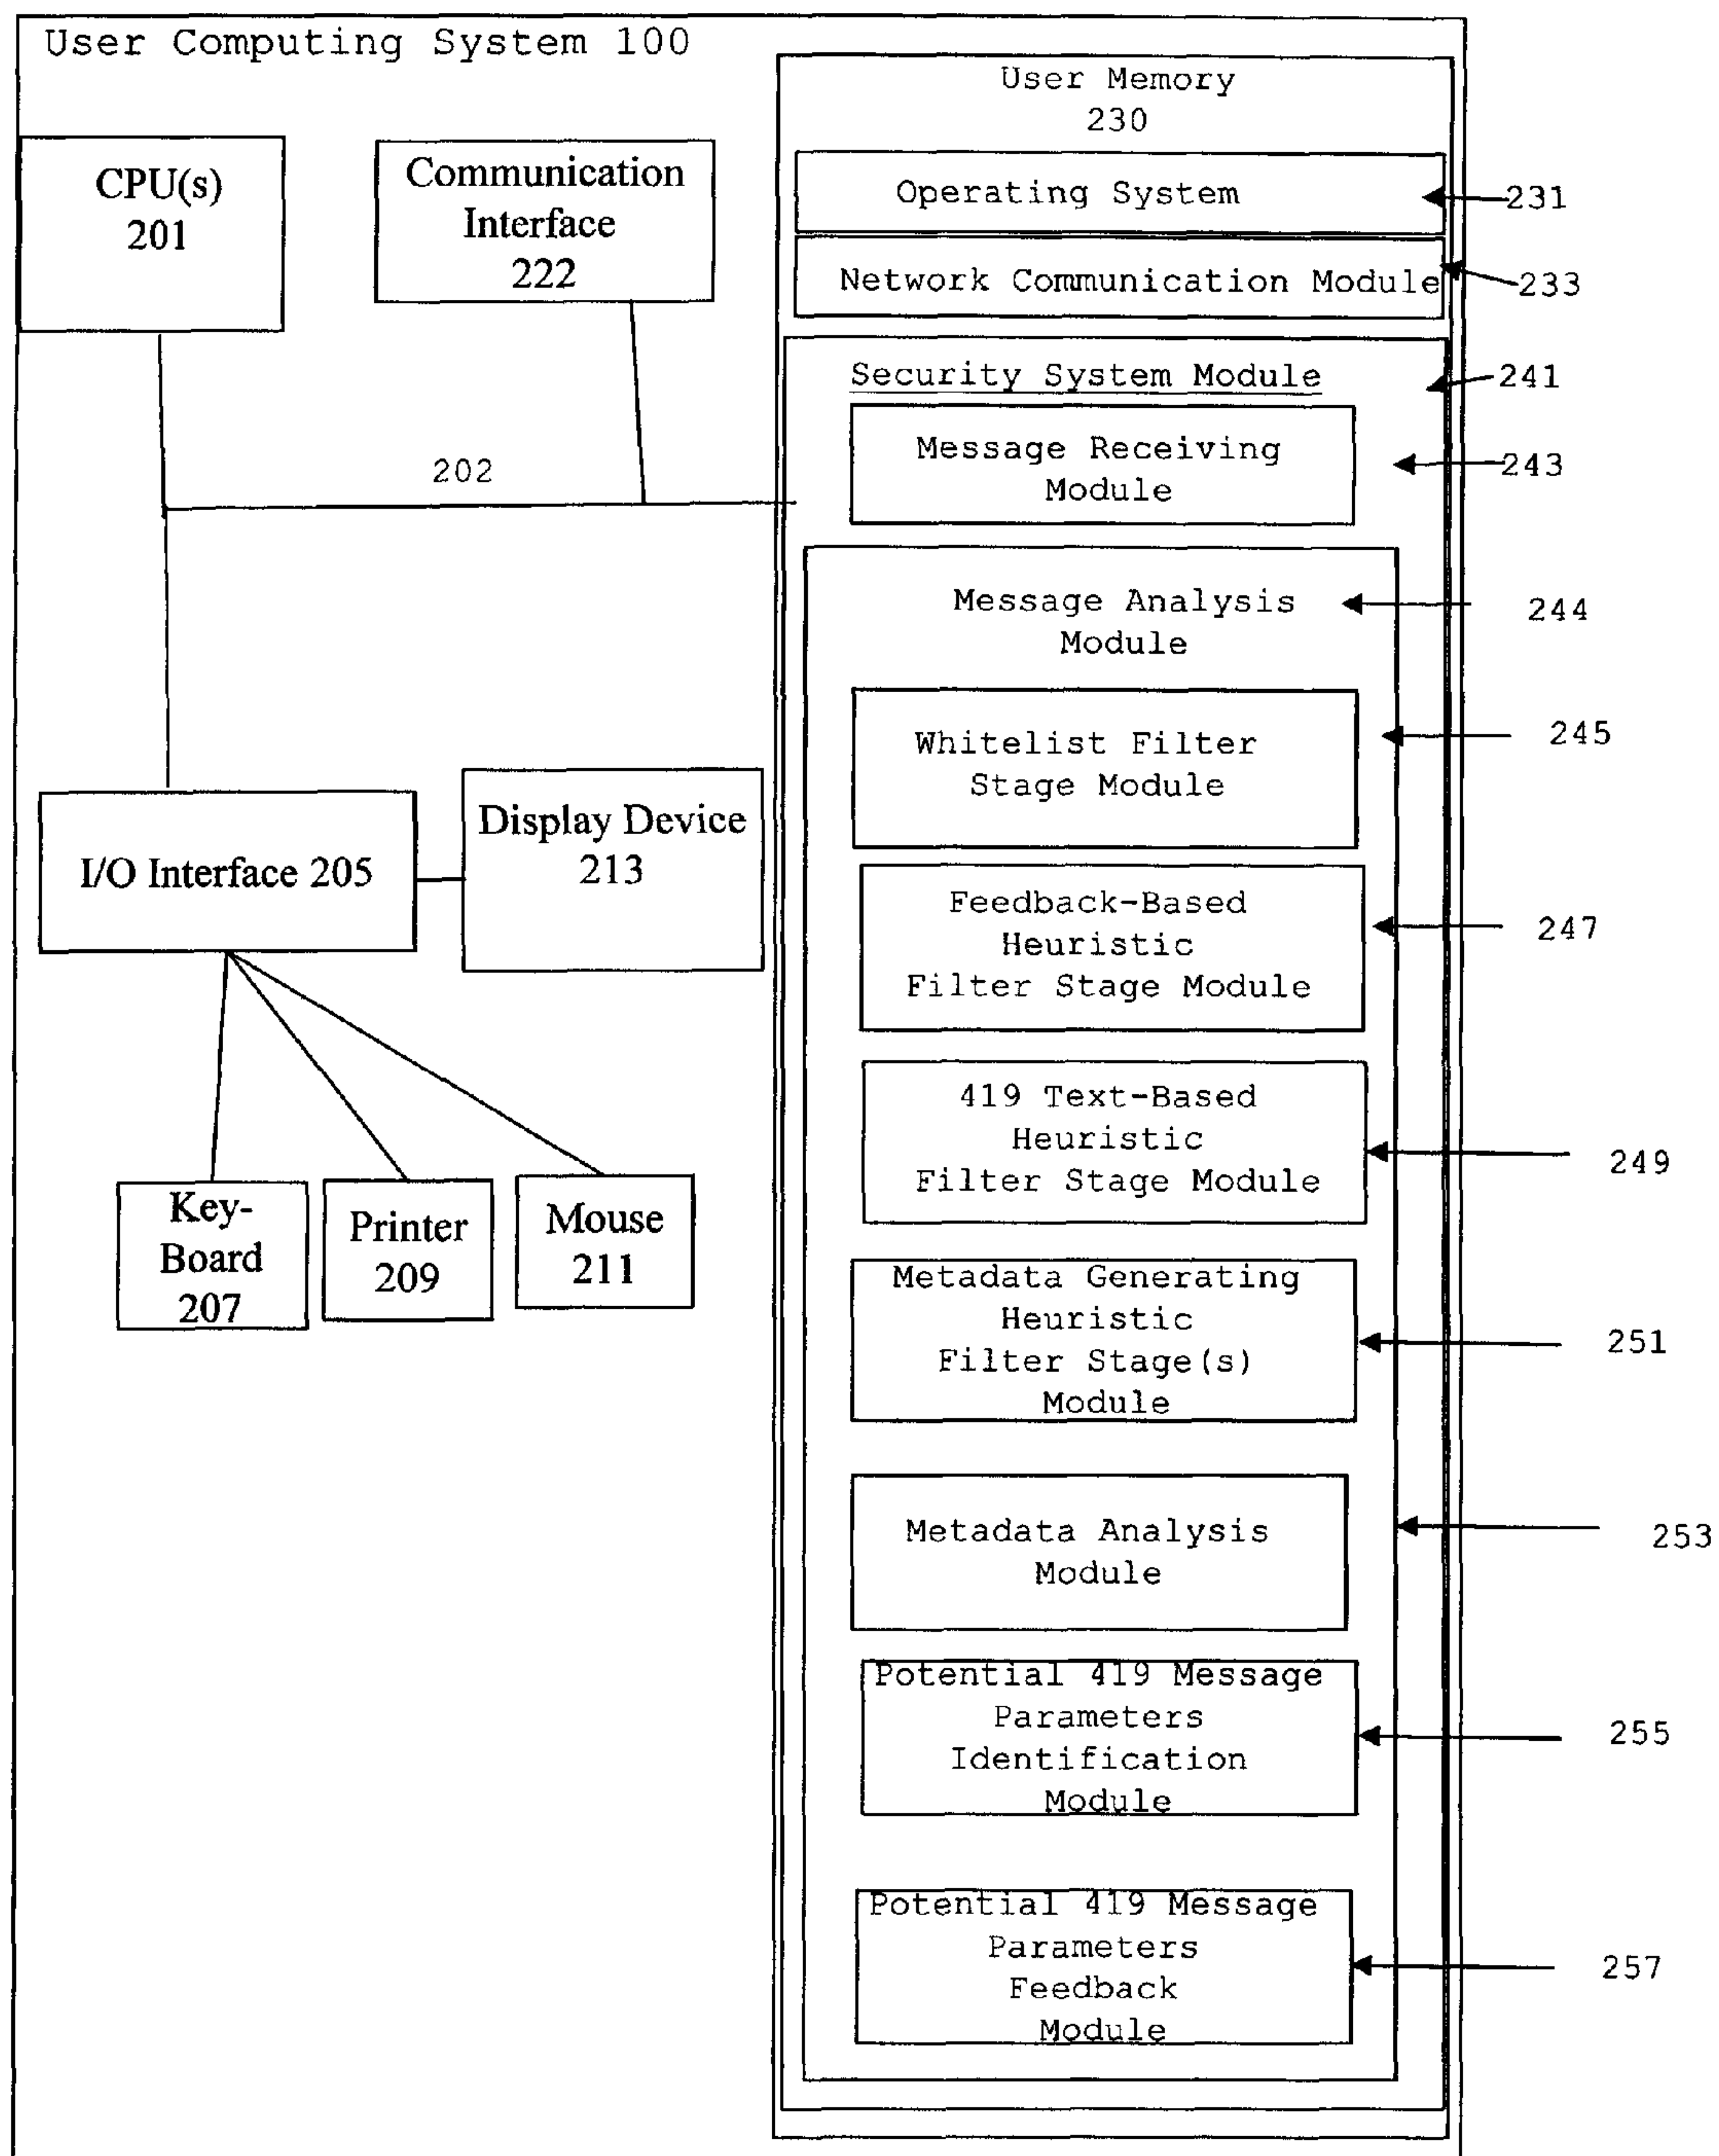 User Computing System 100
CPU(s)
201
Communication
Interface
222
202
I/O Interface 205
Display Device
213
Key-
Board
207
Printer
209
Mouse
211
User Memory
230
Operating System
231
Network Communication Module
233
Security System Module
241
Message Receiving
Module
243
Message Analysis
Module
244
Whitelist Filter
Stage Module
245
Feedback-Based
Heuristic
Filter Stage Module
247
419 Text-Based
Heuristic
Filter Stage Module
249
Metadata Generating
Heuristic
Filter Stage(s)
Module
251
Metadata Analysis
Module
253
Potential 419 Message
Parameters
Identification
Module
255
Potential 419 Message
Parameters
Feedback
Module
257